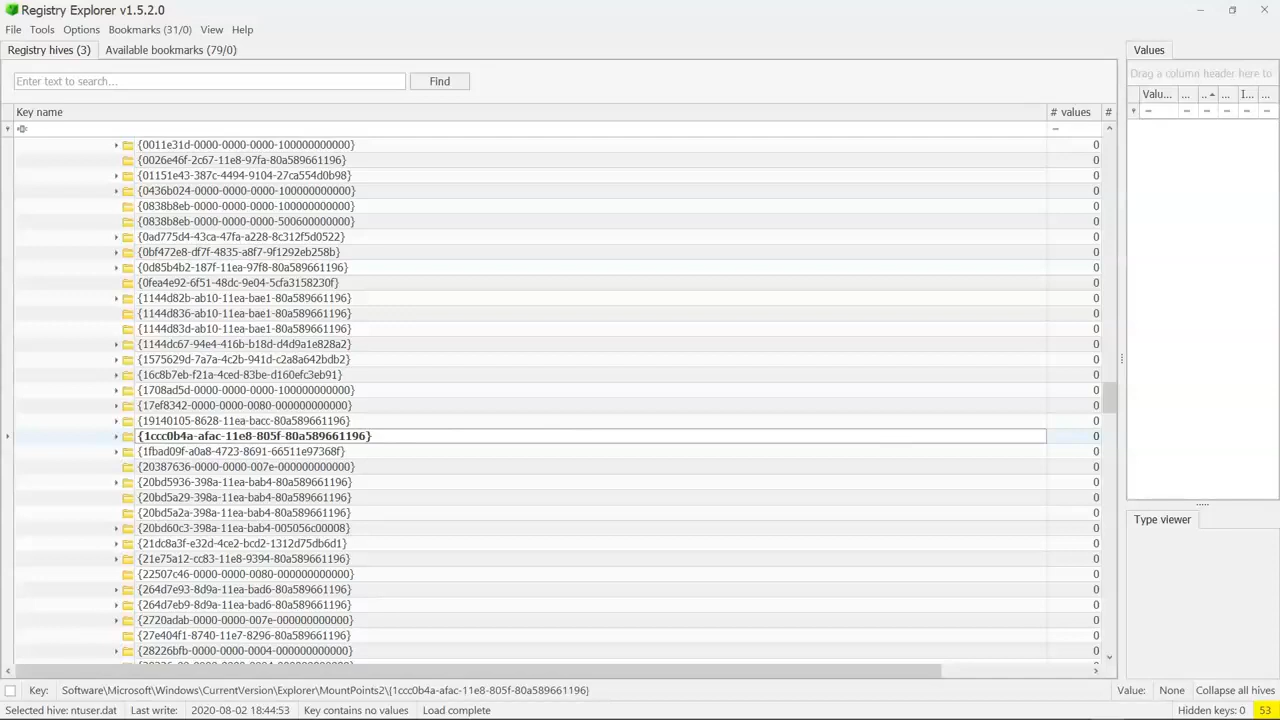 Registry Explorer v1.5.2.0
File Tools Options Bookmarks (31/0) View Help
Registry hives (3) Available bookmarks (79/0)
Values
Enter text to search...
Find
Drag a column header here to
Key name
# values
#
Valu... ... .. ... I... ...
{0011e31d-0000-0000-0000-100000000000} 0
{0026e46f-2c67-11e8-97fa-80a589661196} 0
{01151e43-387c-4494-9104-27ca554d0b98} 0
{0436b024-0000-0000-0000-100000000000} 0
{0838b8eb-0000-0000-0000-100000000000} 0
{0838b8eb-0000-0000-0000-500600000000} 0
{0ad775d4-43ca-47fa-a228-8c312f5d0522} 0
{0bf472e8-df7f-4835-a8f7-9f1292eb258b} 0
{0d85b4b2-187f-11ea-97f8-80a589661196} 0
{0fea4e92-6f51-48dc-9e04-5cfa3158230f} 0
{1144d82b-ab10-11ea-bae1-80a589661196} 0
{1144d836-ab10-11ea-bae1-80a589661196} 0
{1144d83d-ab10-11ea-bae1-80a589661196} 0
{1144dc67-94e4-416b-b18d-d4d9a1e828a2} 0
{1575629d-7a7a-4c2b-941d-c2a8a642bdb2} 0
{16c8b7eb-f21a-4ced-83be-d160efc3eb91} 0
{1708ad5d-0000-0000-0000-100000000000} 0
{17ef8342-0000-0000-0080-000000000000} 0
{19140105-8628-11ea-bacc-80a589661196} 0
{1ccc0b4a-afac-11e8-805f-80a589661196} 0
{1fbad09f-a0a8-4723-8691-66511e97368f} 0
{20387636-0000-0000-007e-000000000000} 0
{20bd5936-398a-11ea-bab4-80a589661196} 0
{20bd5a29-398a-11ea-bab4-80a589661196} 0
{20bd5a2a-398a-11ea-bab4-80a589661196} 0
{20bd60c3-398a-11ea-bab4-005056c00008} 0
{21dc8a3f-e32d-4ce2-bcd2-1312d75db6d1} 0
{21e75a12-cc83-11e8-9394-80a589661196} 0
{22507c46-0000-0000-0080-000000000000} 0
{264d7e93-8d9a-11ea-bad6-80a589661196} 0
{264d7eb9-8d9a-11ea-bad6-80a589661196} 0
{2720adab-0000-0000-007e-000000000000} 0
{27e404f1-8740-11e7-8296-80a589661196} 0
{28226bfb-0000-0000-0004-000000000000} 0
Type viewer
Key: Software\Microsoft\Windows\CurrentVersion\Explorer\MountPoints2\{1ccc0b4a-afac-11e8-805f-80a589661196}
Value: None Collapse all hives
Selected hive: ntuser.dat Last write: 2020-08-02 18:44:53 Key contains no values Load complete
Hidden keys: 0 53